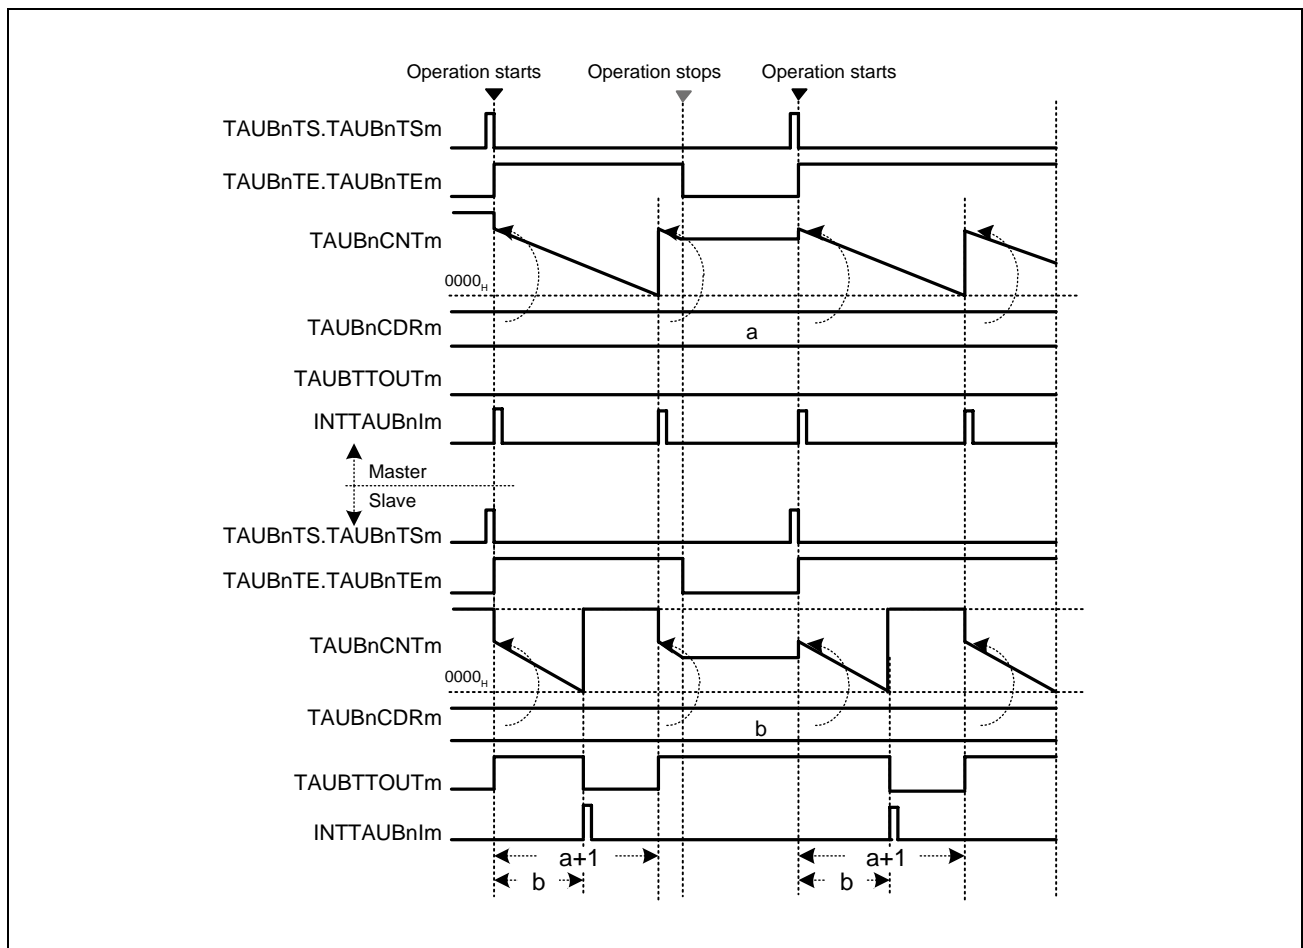 Operation starts Operation stops Operation starts
TAUBnTS.TAUBnTSm
TAUBnTE.TAUBnTEm
TAUBnCNTm
0000H
TAUBnCDRm
a
TAUBTTOUTm
INTTAUBnIm
Master
Slave
TAUBnTS.TAUBnTSm
TAUBnTE.TAUBnTEm
TAUBnCNTm
0000H
TAUBnCDRm
b
TAUBTTOUTm
INTTAUBnIm
a+1 a+1
b b